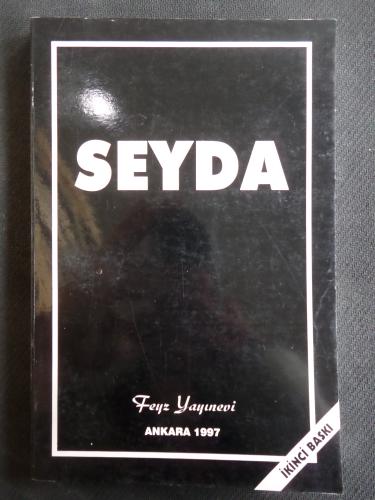 SEYDA
Feyz Yayınevi
ANKARA 1997
İKİNCİ BASKI